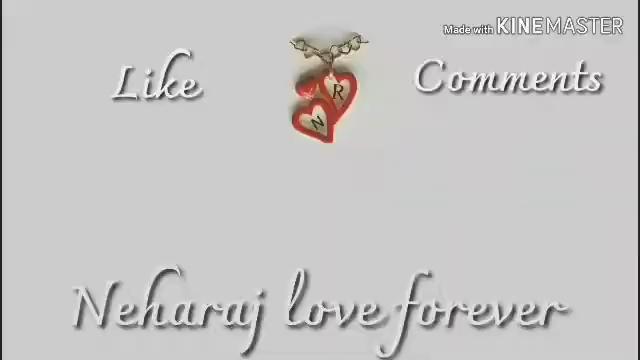 Made with KINEMASTER
Like
Comments
R
N
Neharaj love forever